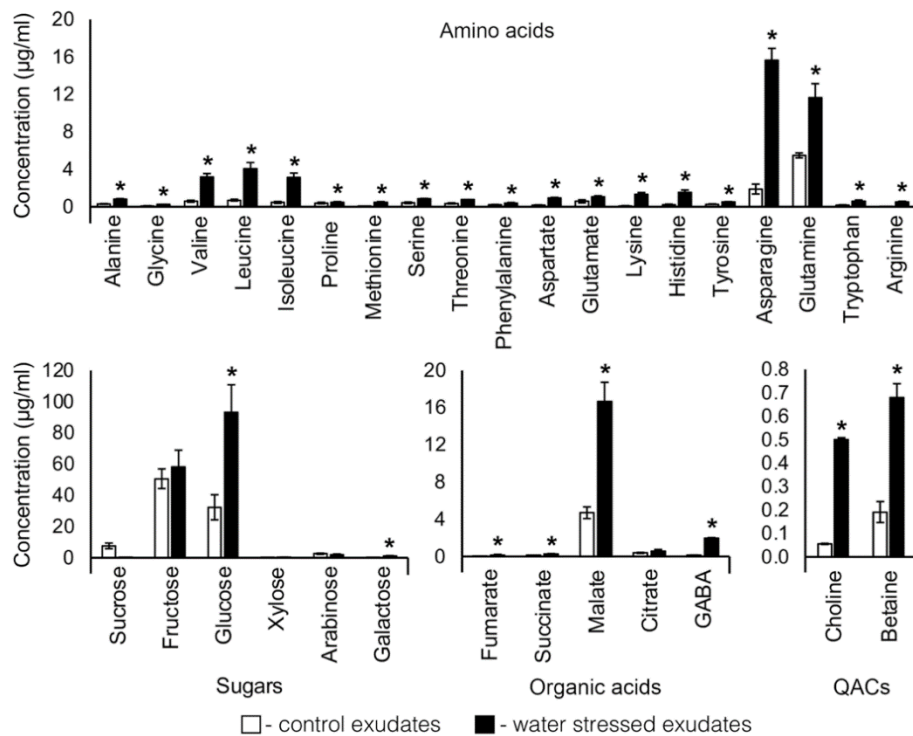 Amino acids
Concentration (µg/ml)
20
16
12
8
4
0
* * * * * * * * * * * * * * * * * * *
Alanine
Glycine
Valine
Leucine
Isoleucine
Proline
Methionine
Serine
Threonine
Phenylalanine
Aspartate
Glutamate
Lysine
Histidine
Tyrosine
Asparagine
Glutamine
Tryptophan
Arginine
Concentration (µg/ml)
120
100
80
60
40
20
0
* *
Sucrose
Fructose
Glucose
Xylose
Arabinose
Galactose
Sugars
20
16
12
8
4
0
* * * *
Fumarate
Succinate
Malate
Citrate
GABA
Organic acids
0.8
0.7
0.6
0.5
0.4
0.3
0.2
0.1
0.0
* *
Choline
Betaine
QACs
- control exudates
- water stressed exudates